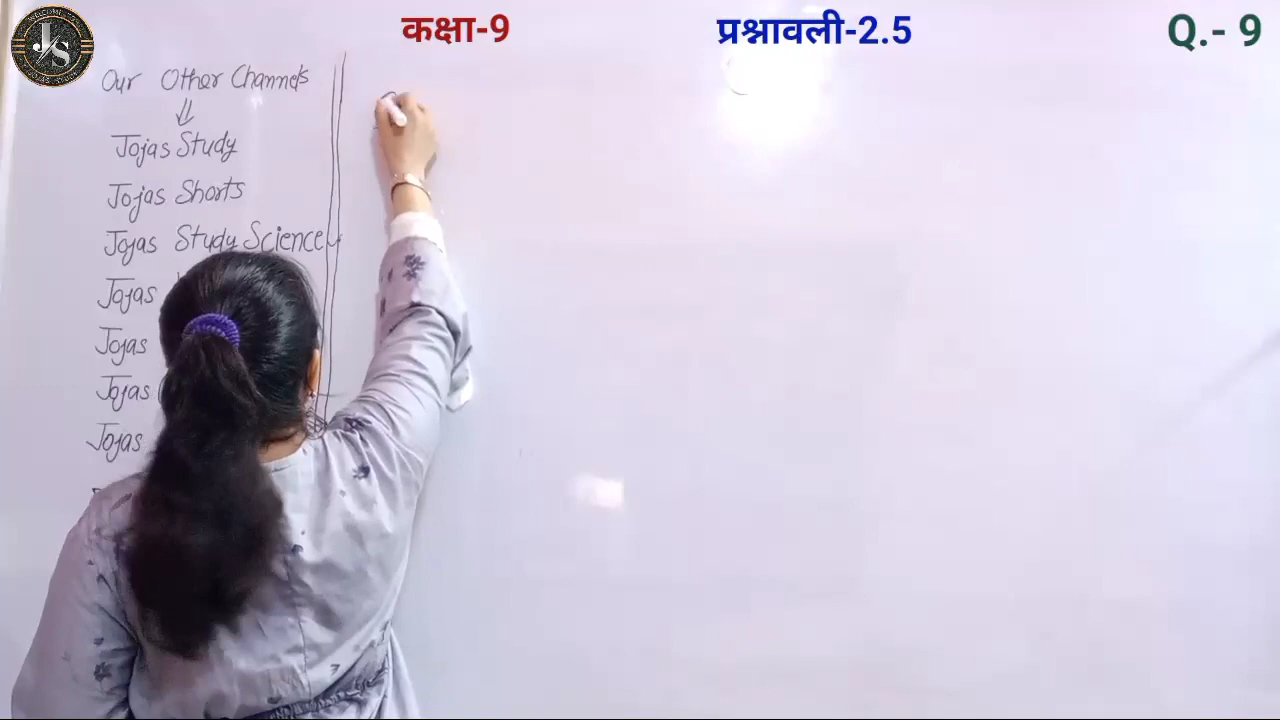 कक्षा-9 प्रश्नावली-2.5 Q.- 9
JS
Our Other Channels
⇓
Jojas Study
Jojas Shorts
Jojas Study Science
Jojas
Jojas
Jojas
Jojas